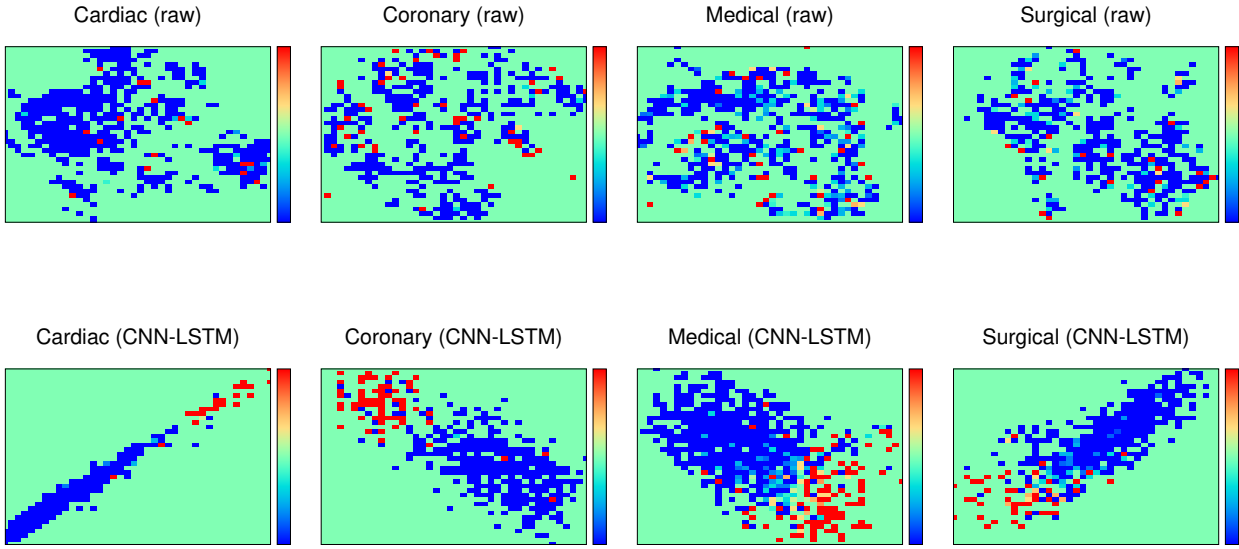 Cardiac (raw)
Coronary (raw)
Medical (raw)
Surgical (raw)
Cardiac (CNN-LSTM)
Coronary (CNN-LSTM)
Medical (CNN-LSTM)
Surgical (CNN-LSTM)